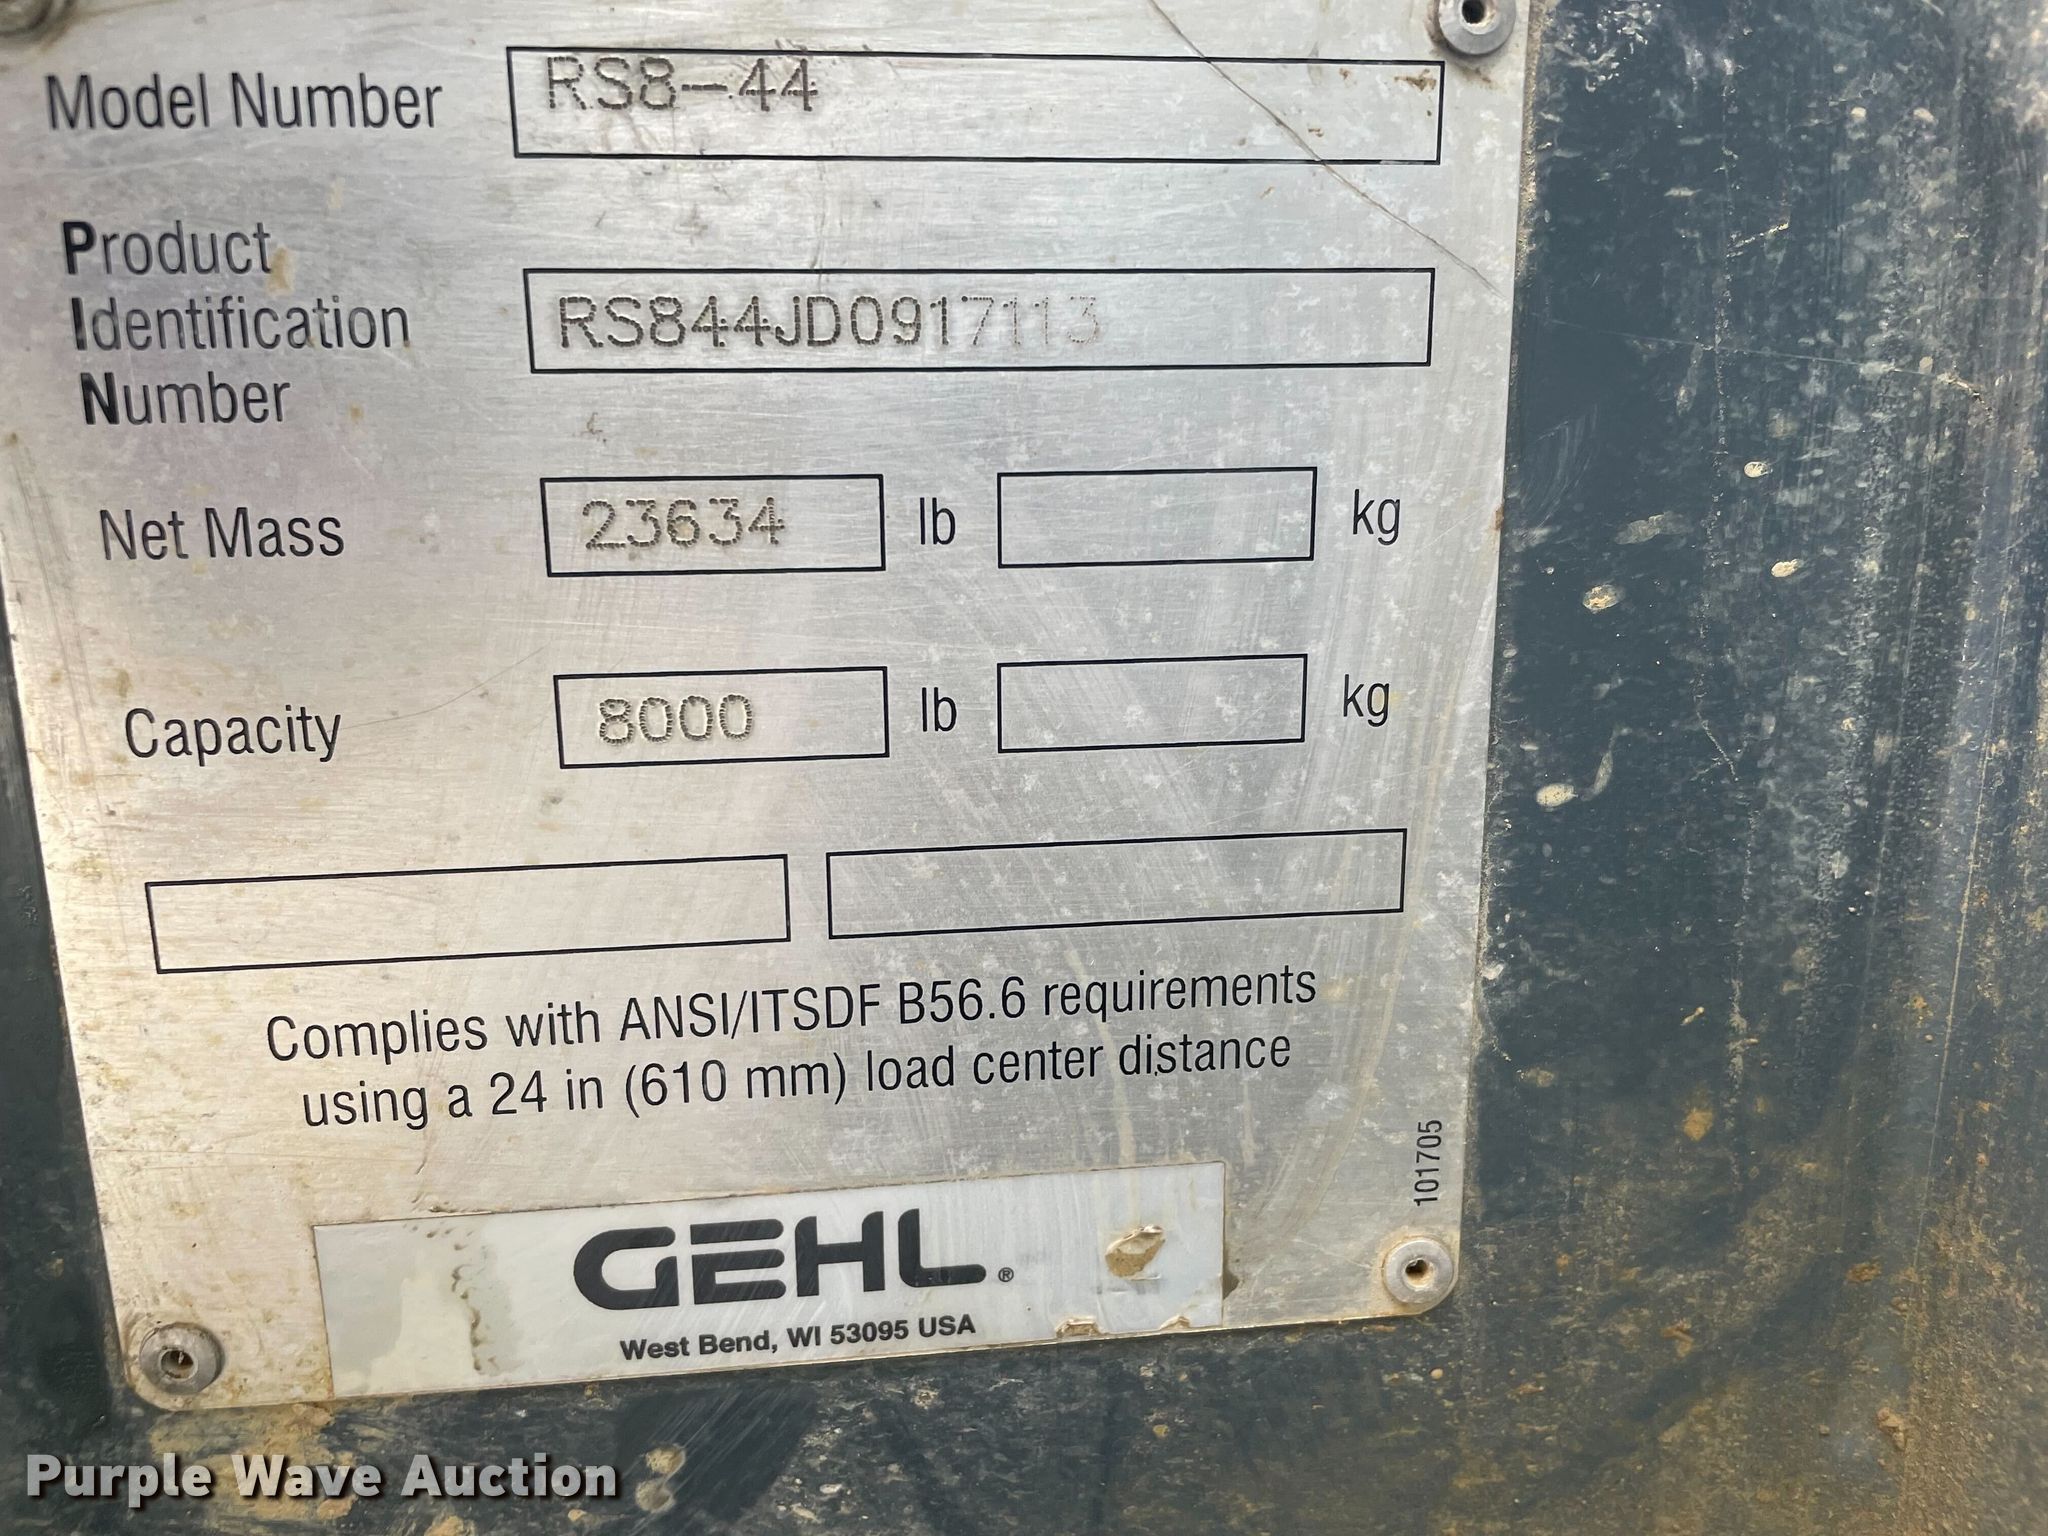 Model Number RS8-44
Product
Identification RS844JD0917113
Number
Net Mass 23634 lb kg
Capacity 8000 lb kg
Complies with ANSI/ITSDF B56.6 requirements
using a 24 in (610 mm) load center distance
101705
GEHL®
West Bend, WI 53095 USA
Purple Wave Auction